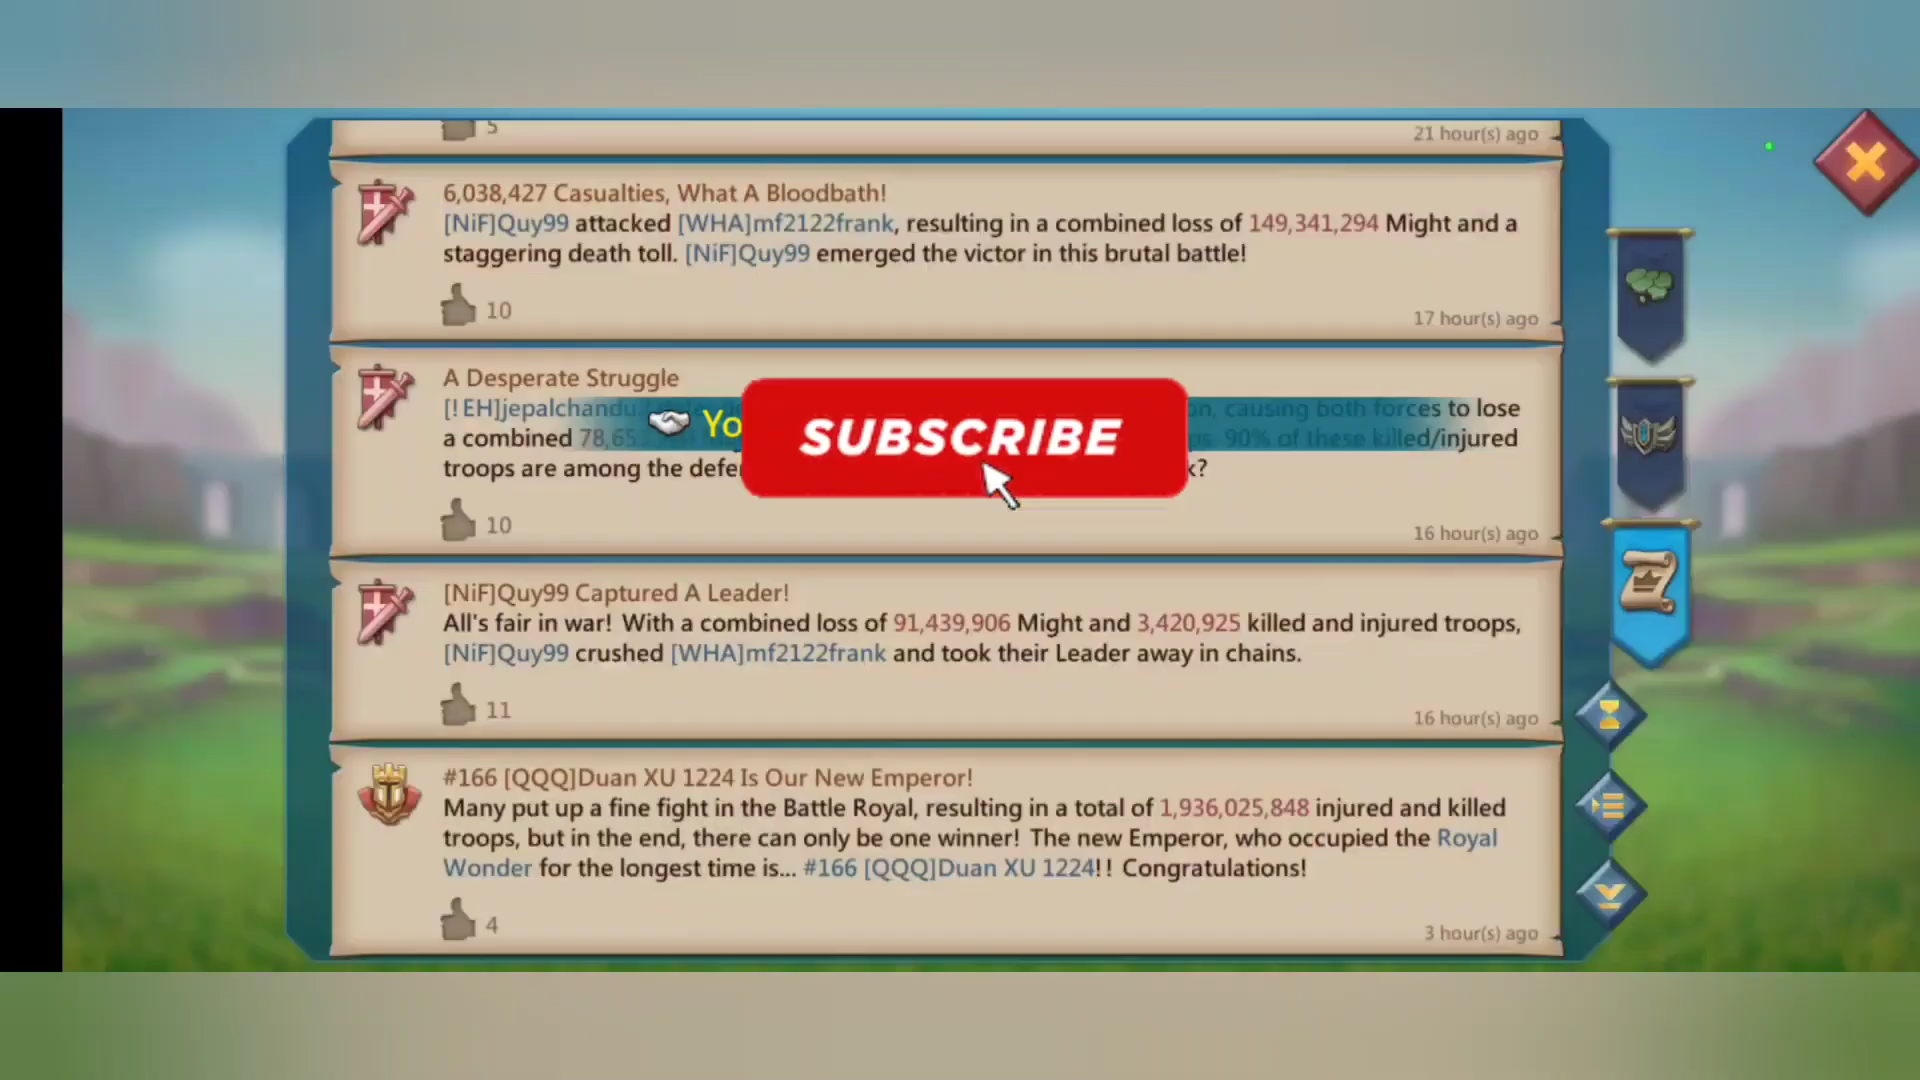 5
21 hour(s) ago
6,038,427 Casualties, What A Bloodbath!
[NiF]Quy99 attacked [WHA]mf2122frank, resulting in a combined loss of 149,341,294 Might and a
staggering death toll. [NiF]Quy99 emerged the victor in this brutal battle!
10
17 hour(s) ago
A Desperate Struggle
[!EH]jepalchandu causing both forces to lose
a combined 90% of these killed/injured
troops are among the
Yo
SUBSCRIBE
10
16 hour(s) ago
[NiF]Quy99 Captured A Leader!
All's fair in war! With a combined loss of 91,439,906 Might and 3,420,925 killed and injured troops,
[NiF]Quy99 crushed [WHA]mf2122frank and took their Leader away in chains.
11
16 hour(s) ago
#166 [QQQ]Duan XU 1224 Is Our New Emperor!
Many put up a fine fight in the Battle Royal, resulting in a total of 1,936,025,848 injured and killed
troops, but in the end, there can only be one winner! The new Emperor, who occupied the Royal
Wonder for the longest time is... #166 [QQQ]Duan XU 1224!! Congratulations!
4
3 hour(s) ago